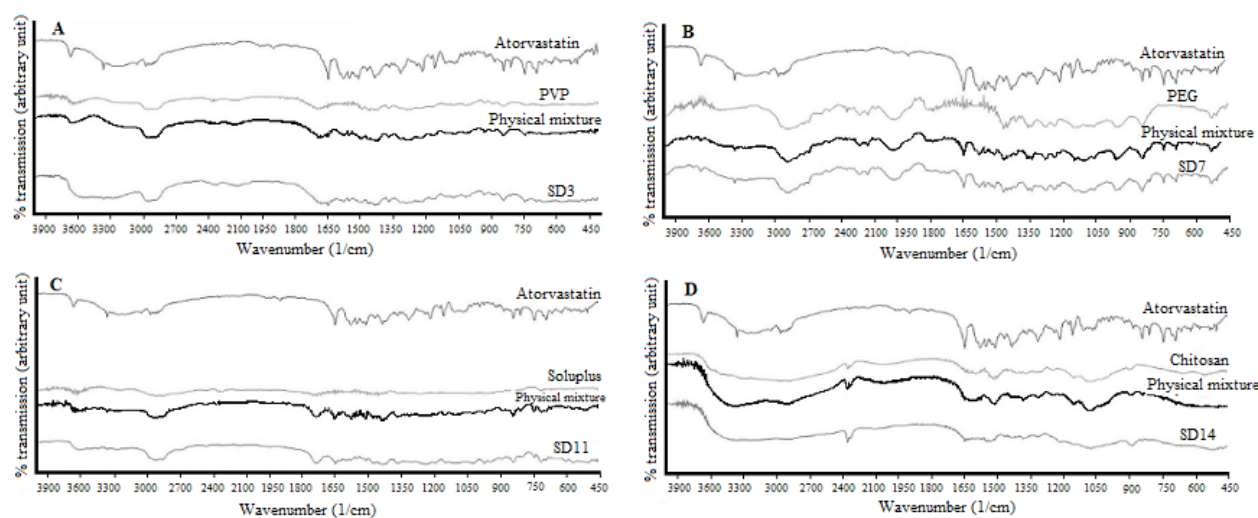 A
Atorvastatin
PVP
Physical mixture
SD3
% transmission (arbitrary unit)
3900 3600 3300 3000 2700 2400 2100 1950 1800 1650 1500 1350 1200 1050 900 750 600 450
Wavenumber (1/cm)
B
Atorvastatin
PEG
Physical mixture
SD7
% transmission (arbitrary unit)
3900 3600 3300 3000 2700 2400 2250 2100 1950 1800 1650 1500 1350 1200 1050 900 750 600 450
Wavenumber (1/cm)
C
Atorvastatin
Soluplus
Physical mixture
SD11
% transmission (arbitrary unit)
3900 3600 3300 3000 2700 2400 2100 1800 1650 1500 1350 1200 1050 900 750 600 450
Wavenumber (1/cm)
D
Atorvastatin
Chitosan
Physical mixture
SD14
% transmission (arbitrary unit)
3900 3600 3300 3000 2700 2400 2250 2100 1950 1800 1650 1500 1350 1200 1050 900 750 600 450
Wavenumber (1/cm)